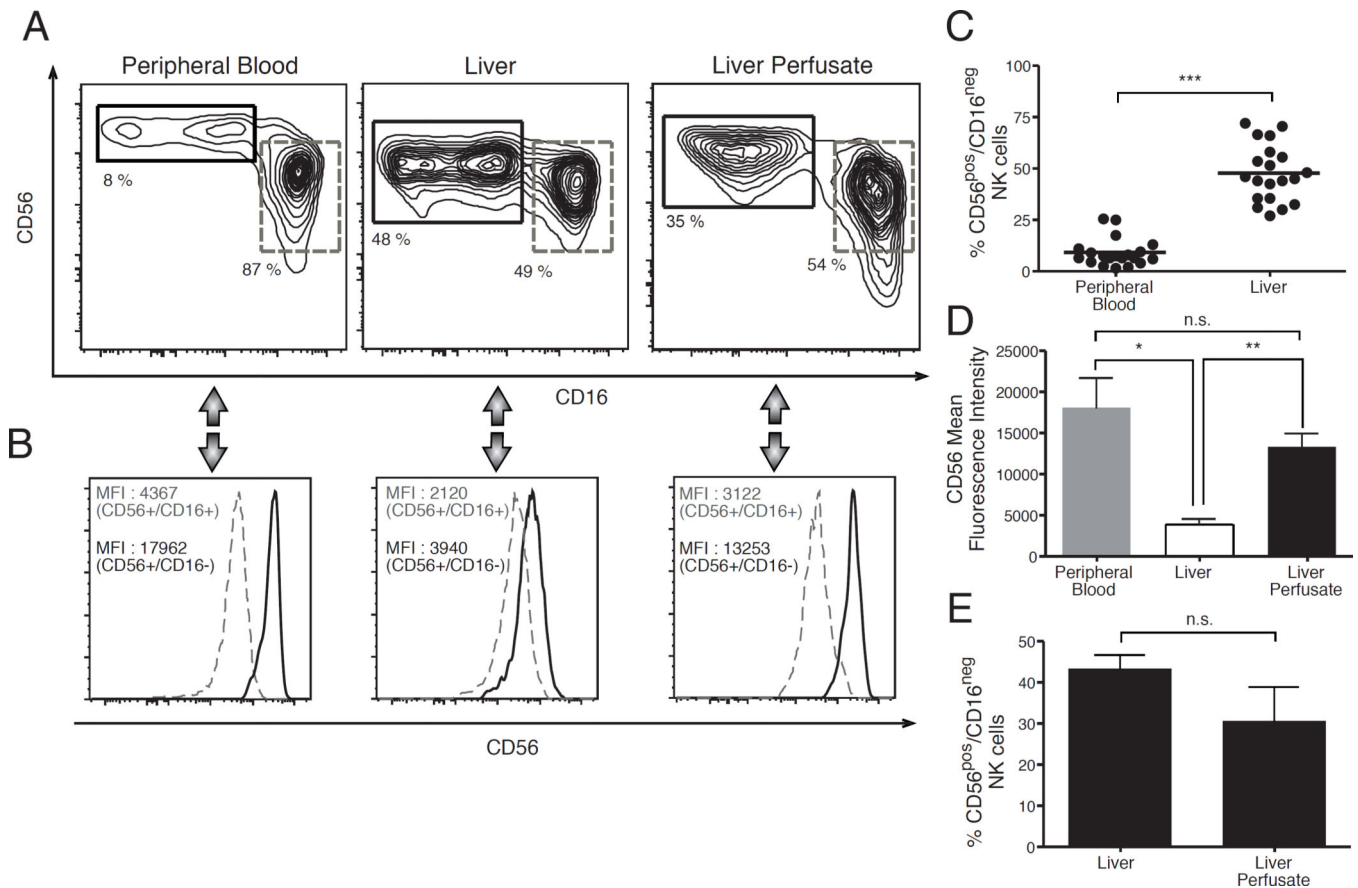 A
Peripheral Blood
Liver
Liver Perfusate
CD56
8 %
87 %
48 %
49 %
35 %
54 %
CD16
B
MFI : 4367
(CD56+/CD16+)
MFI : 17962
(CD56+/CD16-)
MFI : 2120
(CD56+/CD16+)
MFI : 3940
(CD56+/CD16-)
MFI : 3122
(CD56+/CD16+)
MFI : 13253
(CD56+/CD16-)
CD56
C
% CD56pos/CD16neg
NK cells
100
75
50
25
0
***
Peripheral
Blood
Liver
D
CD56 Mean
Fluorescence Intensity
25000
20000
15000
10000
5000
0
n.s.
*
**
Peripheral
Blood
Liver
Liver
Perfusate
E
% CD56pos/CD16neg
NK cells
50
40
30
20
10
0
n.s.
Liver
Liver
Perfusate